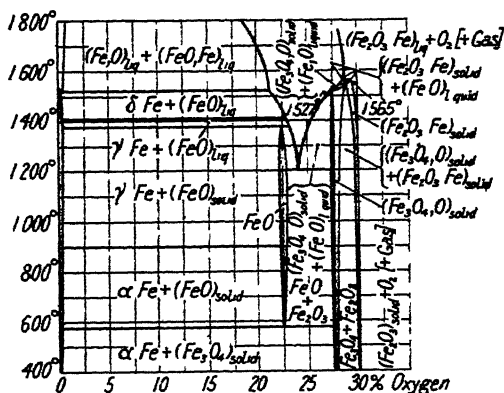 1800°
1600°
1400°
1200°
1000°
800°
600°
400°
(Fe,O)liq + (FeO,Fe)liq
δ Fe + (FeO)liq
γ Fe + (FeO)liq
γ Fe + (FeO)solid
α Fe + (FeO)solid
α Fe + (Fe3O4)solid
FeO
(Fe3O4 O)solid
+ (FeO)liquid
FeO
+
Fe2O3
1527°
1565°
(Fe2O3 Fe)liq + O2 [+ Gas]
(Fe2O3 Fe)solid
+ (FeO)liquid
(Fe2O3 Fe)solid
(Fe3O4,O)solid
+ (Fe2O3 Fe)solid
(Fe3O4,O)solid
Fe3O4 + Fe2O3
(Fe2O3)solid + O2 [+ Gas]
0 5 10 15 20 25 30% Oxygen